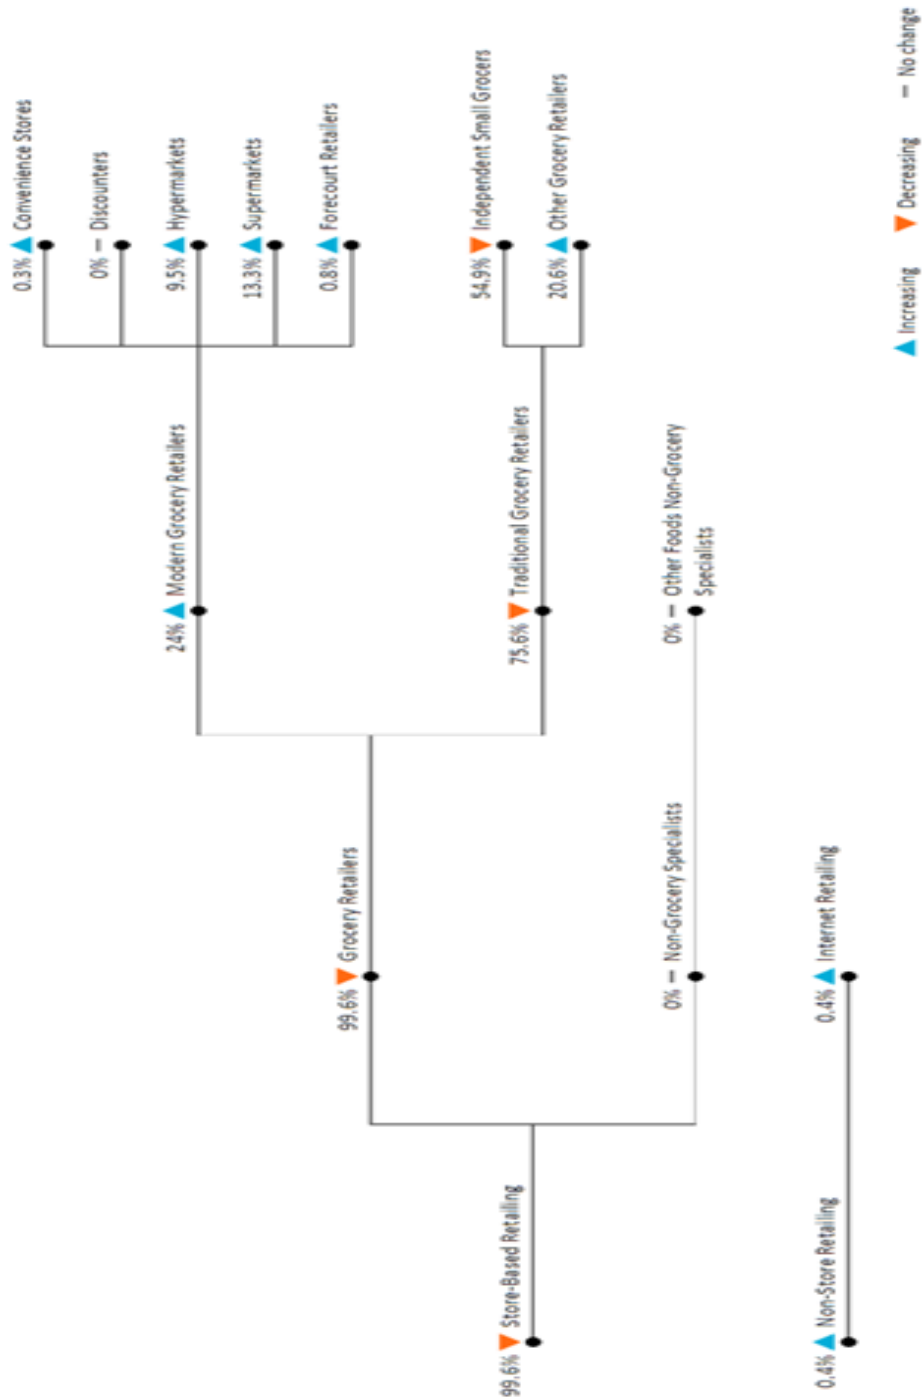 0.3% ▲ Convenience Stores
0% – Discounters
9.5% ▲ Hypermarkets
24% ▲ Modern Grocery Retailers
13.3% ▲ Supermarkets
0.8% ▲ Forecourt Retailers
99.6% ▼ Grocery Retailers
54.9% ▼ Independent Small Grocers
99.6% ▼ Store-Based Retailing
75.6% ▼ Traditional Grocery Retailers
20.6% ▲ Other Grocery Retailers
0% – Non-Grocery Specialists
0% – Other Foods Non-Grocery
Specialists
0.4% ▲ Non-Store Retailing
0.4% ▲ Internet Retailing
▲ Increasing ▼ Decreasing – No change